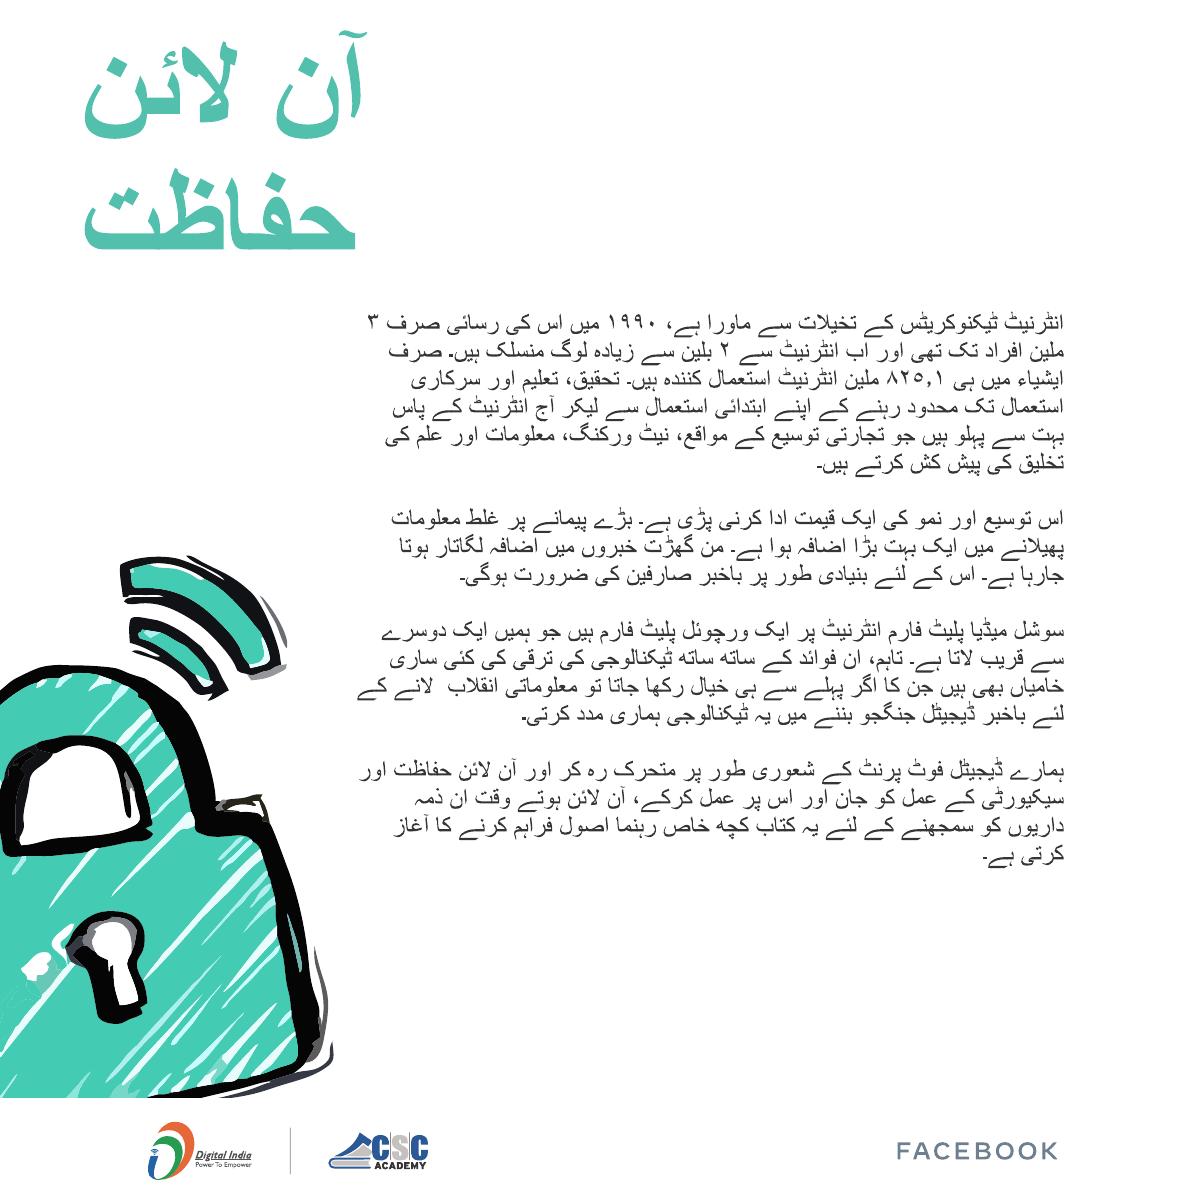 آن لائن
حفاظت
انٹرنیٹ ٹیکنوکریٹس کے تخیلات سے ماورا ہے، ١٩٩٠ میں اس کی رسائی صرف ٣
ملین افراد تک تھی اور اب انٹرنیٹ سے ٢ بلین سے زیادہ لوگ منسلک ہیں۔ صرف
ایشیاء میں ہی ٨٢٥,١ ملین انٹرنیٹ استعمال کنندہ ہیں۔ تحقیق، تعلیم اور سرکاری
استعمال تک محدود رہنے کے اپنے ابتدائی استعمال سے لیکر آج انٹرنیٹ کے پاس
بہت سے پہلو ہیں جو تجارتی توسیع کے مواقع، نیٹ ورکنگ، معلومات اور علم کی
تخلیق کی پیش کش کرتے ہیں۔
اس توسیع اور نمو کی ایک قیمت ادا کرنی پڑی ہے۔ بڑے پیمانے پر غلط معلومات
پھیلانے میں ایک بہت بڑا اضافہ ہوا ہے۔ من گھڑت خبروں میں اضافہ لگاتار ہوتا
جارہا ہے۔ اس کے لئے بنیادی طور پر باخبر صارفین کی ضرورت ہوگی۔
سوشل میڈیا پلیٹ فارم انٹرنیٹ پر ایک ورچوئل پلیٹ فارم ہیں جو ہمیں ایک دوسرے
سے قریب لاتا ہے۔ تاہم، ان فوائد کے ساتھ ساتھ ٹیکنالوجی کی ترقی کی کئی ساری
خامیاں بھی ہیں جن کا اگر پہلے سے ہی خیال رکھا جاتا تو معلوماتی انقلاب لانے کے
لئے باخبر ڈیجیٹل جنگجو بننے میں یہ ٹیکنالوجی ہماری مدد کرتی۔
ہمارے ڈیجیٹل فوٹ پرنٹ کے شعوری طور پر متحرک رہ کر اور آن لائن حفاظت اور
سیکیورٹی کے عمل کو جان اور اس پر عمل کرکے، آن لائن ہوتے وقت ان ذمہ
داریوں کو سمجھنے کے لئے یہ کتاب کچھ خاص رہنما اصول فراہم کرنے کا آغاز
کرتی ہے۔
Digital India
Power To Empower
CSC
ACADEMY
FACEBOOK